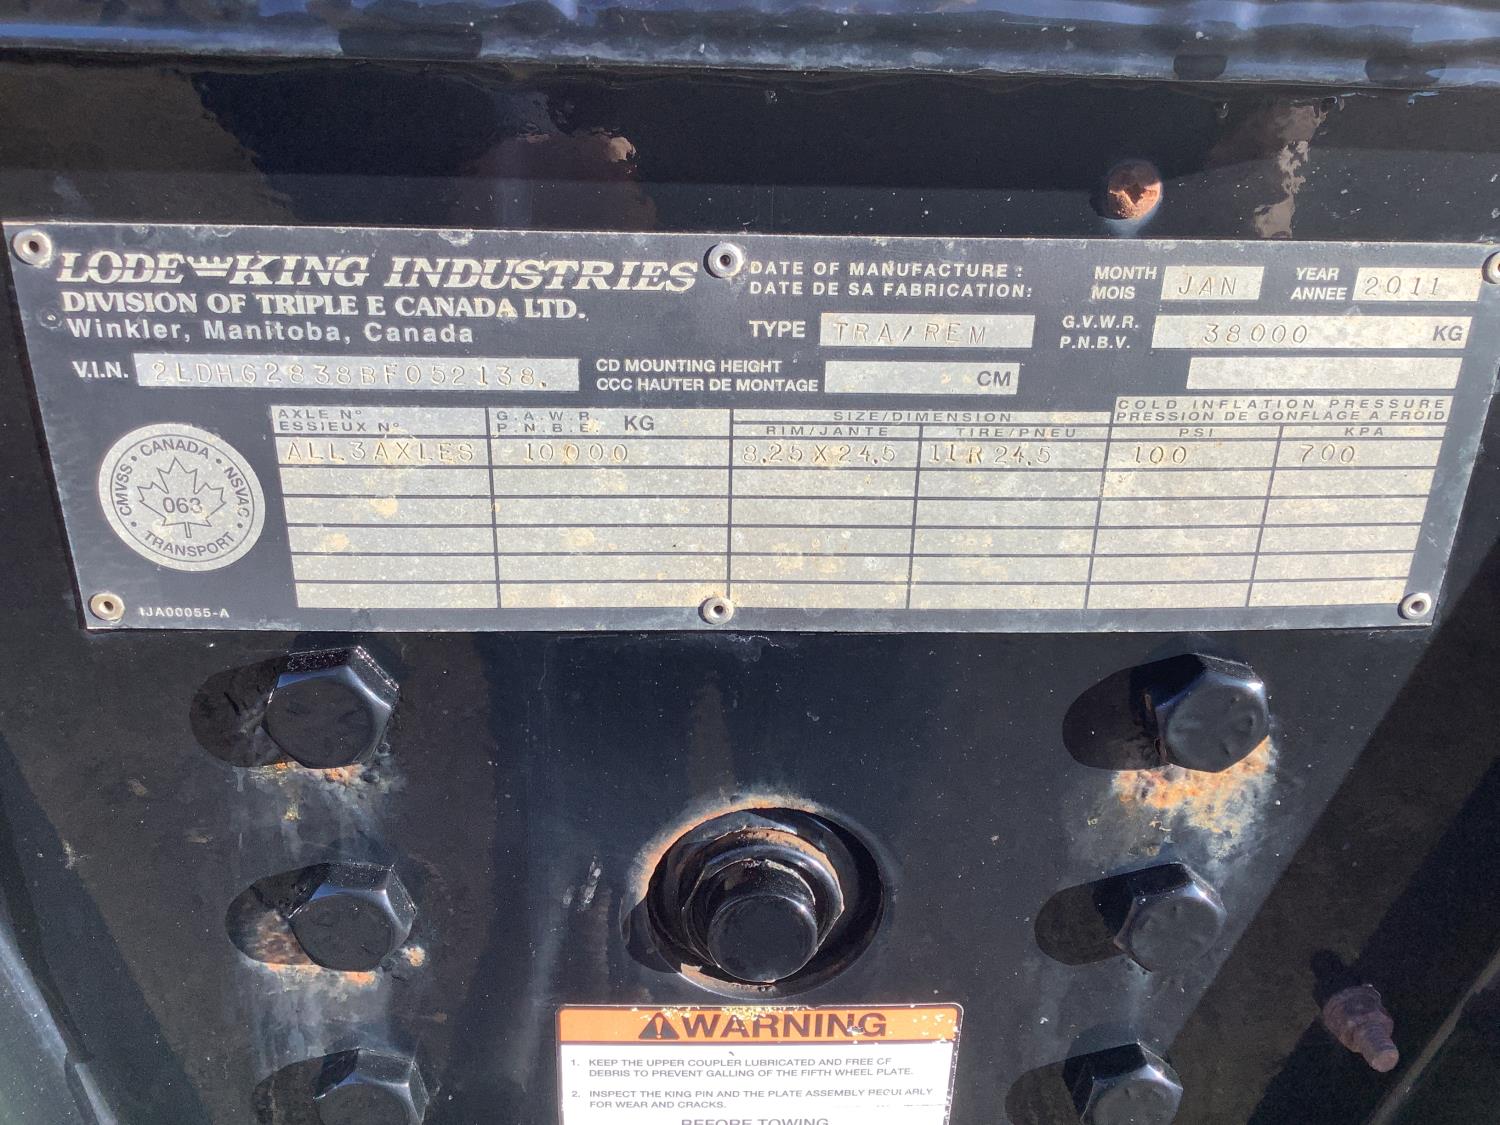 LODE KING INDUSTRIES
DIVISION OF TRIPLE E CANADA LTD.
Winkler, Manitoba, Canada
DATE OF MANUFACTURE :
DATE DE SA FABRICATION:
MONTH
MOIS
JAN
YEAR
ANNEE
2011
TYPE
TRA/REM
G.V.W.R.
P.N.B.V.
38000 KG
V.I.N. 2LDHG2838BF052138.
CD MOUNTING HEIGHT
CCC HAUTER DE MONTAGE
CM
AXLE Nº
ESSIEUX Nº
G.A.W.R.
P.N.B.E.
KG
SIZE/DIMENSION
RIM/JANTE
TIRE/PNEU
COLD INFLATION PRESSURE
PRESSION DE GONFLAGE A FROID
PSI
KPA
ALL3AXLES 10000 8.25X24.5 11R24.5 100 700
CMVSS • CANADA • NSVAC • TRANSPORT •
063
IJA00055-A
WARNING
1. KEEP THE UPPER COUPLER LUBRICATED AND FREE OF
DEBRIS TO PREVENT GALLING OF THE FIFTH WHEEL PLATE.
2. INSPECT THE KING PIN AND THE PLATE ASSEMBLY REGULARLY
FOR WEAR AND CRACKS.
BEFORE TOWING